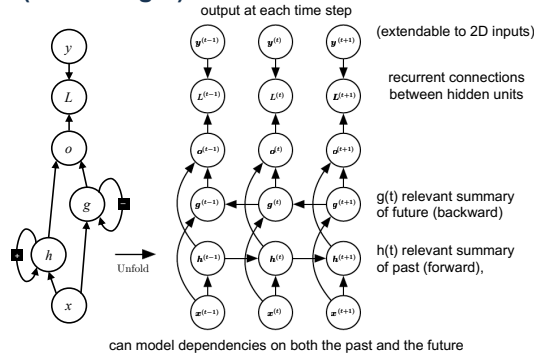 output at each time step
(extendable to 2D inputs)
y
y(t-1)
y(t)
y(t+1)
recurrent connections
between hidden units
L
L(t-1)
L(t)
L(t+1)
o
o(t-1)
o(t)
o(t+1)
g
g(t-1)
g(t)
g(t+1)
g(t) relevant summary
of future (backward)
h
h(t-1)
h(t)
h(t+1)
h(t) relevant summary
of past (forward),
Unfold
x
x(t-1)
x(t)
x(t+1)
can model dependencies on both the past and the future